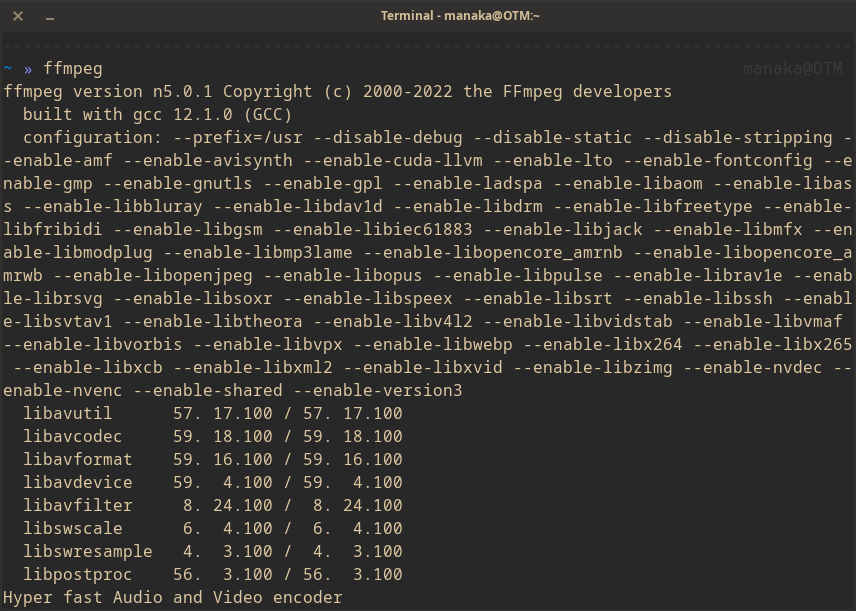 Terminal - manaka@OTM:~
~ » ffmpeg manaka@OTM
ffmpeg version n5.0.1 Copyright (c) 2000-2022 the FFmpeg developers
  built with gcc 12.1.0 (GCC)
  configuration: --prefix=/usr --disable-debug --disable-static --disable-stripping -
-enable-amf --enable-avisynth --enable-cuda-llvm --enable-lto --enable-fontconfig --e
nable-gmp --enable-gnutls --enable-gpl --enable-ladspa --enable-libaom --enable-libas
s --enable-libbluray --enable-libdav1d --enable-libdrm --enable-libfreetype --enable-
libfribidi --enable-libgsm --enable-libiec61883 --enable-libjack --enable-libmfx --en
able-libmodplug --enable-libmp3lame --enable-libopencore_amrnb --enable-libopencore_a
mrwb --enable-libopenjpeg --enable-libopus --enable-libpulse --enable-librav1e --enab
le-librsvg --enable-libsoxr --enable-libspeex --enable-libsrt --enable-libssh --enabl
e-libsvtav1 --enable-libtheora --enable-libv4l2 --enable-libvidstab --enable-libvmaf
--enable-libvorbis --enable-libvpx --enable-libwebp --enable-libx264 --enable-libx265
 --enable-libxcb --enable-libxml2 --enable-libxvid --enable-libzimg --enable-nvdec --
enable-nvenc --enable-shared --enable-version3
  libavutil      57. 17.100 / 57. 17.100
  libavcodec     59. 18.100 / 59. 18.100
  libavformat    59. 16.100 / 59. 16.100
  libavdevice    59.  4.100 / 59.  4.100
  libavfilter     8. 24.100 /  8. 24.100
  libswscale      6.  4.100 /  6.  4.100
  libswresample   4.  3.100 /  4.  3.100
  libpostproc    56.  3.100 / 56.  3.100
Hyper fast Audio and Video encoder